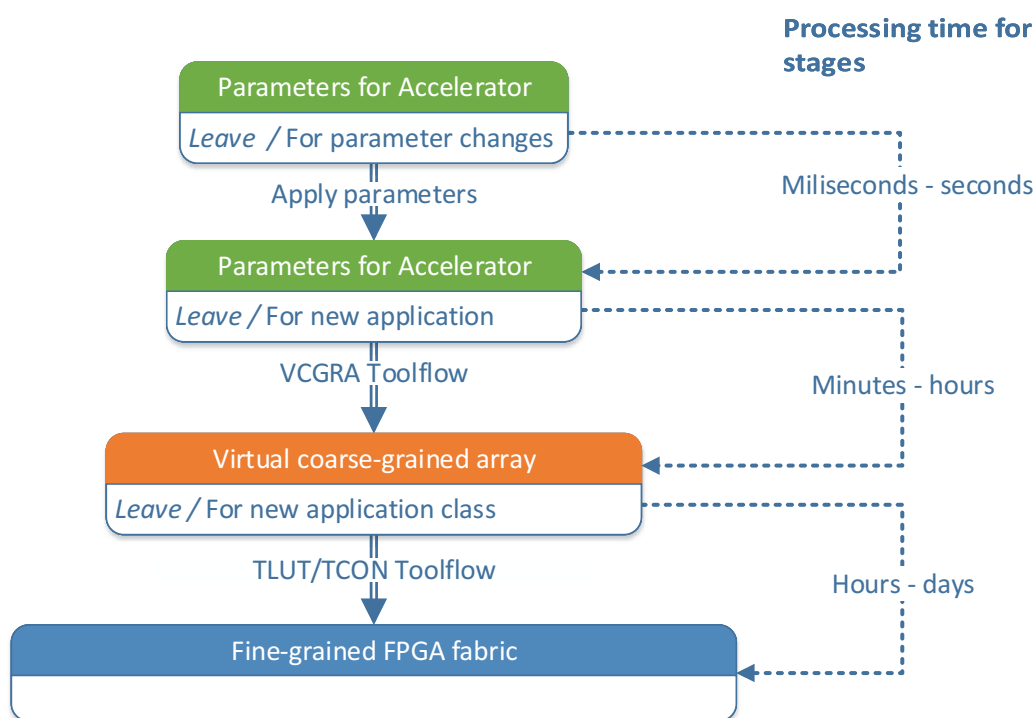 Processing time for
stages
Parameters for Accelerator
Leave / For parameter changes
Apply parameters
Miliseconds - seconds
Parameters for Accelerator
Leave / For new application
VCGRA Toolflow
Minutes - hours
Virtual coarse-grained array
Leave / For new application class
TLUT/TCON Toolflow
Hours - days
Fine-grained FPGA fabric